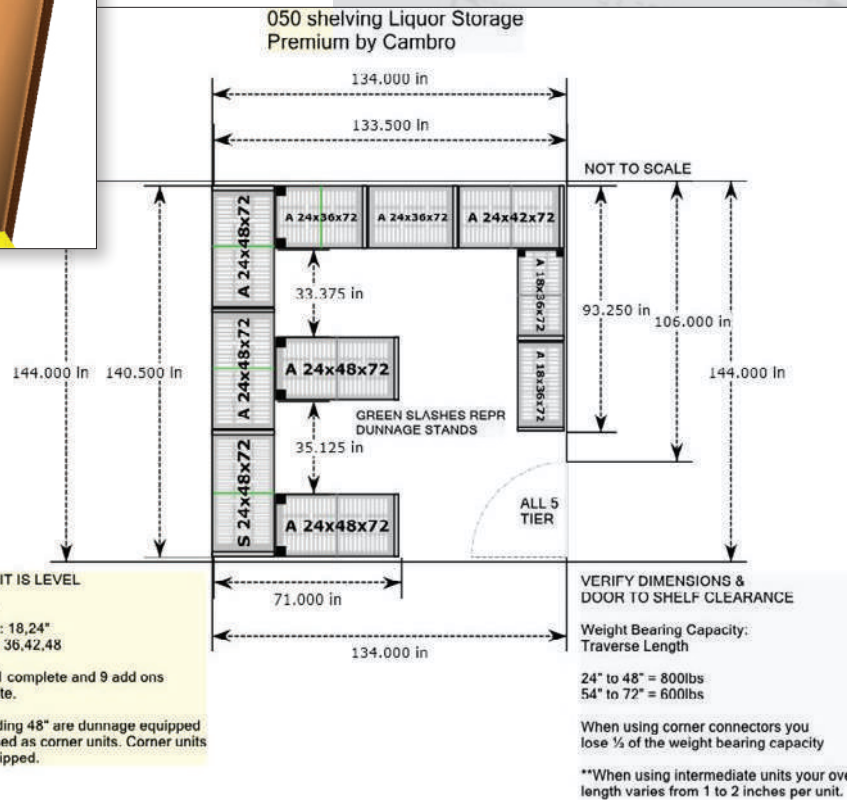 050 shelving Liquor Storage
Premium by Cambro
134.000 in
133.500 in
NOT TO SCALE
A 24x48x72
A 24x36x72
A 24x36x72
A 24x42x72
A 18x36x72
33.375 in
93.250 in
106.000 in
144.000 in
140.500 in
A 24x48x72
A 24x48x72
A 18x36x72
144.000 in
GREEN SLASHES REPR
DUNNAGE STANDS
35.125 in
S 24x48x72
A 24x48x72
ALL 5
TIER
71.000 in
134.000 in
IT IS LEVEL
: 18,24"
36,42,48
complete and 9 add ons
te.
ding 48" are dunnage equipped
ed as corner units. Corner units
ipped.
VERIFY DIMENSIONS &
DOOR TO SHELF CLEARANCE
Weight Bearing Capacity:
Traverse Length
24" to 48" = 800lbs
54" to 72" = 600lbs
When using corner connectors you
lose ⅓ of the weight bearing capacity
**When using intermediate units your ove
length varies from 1 to 2 inches per unit.